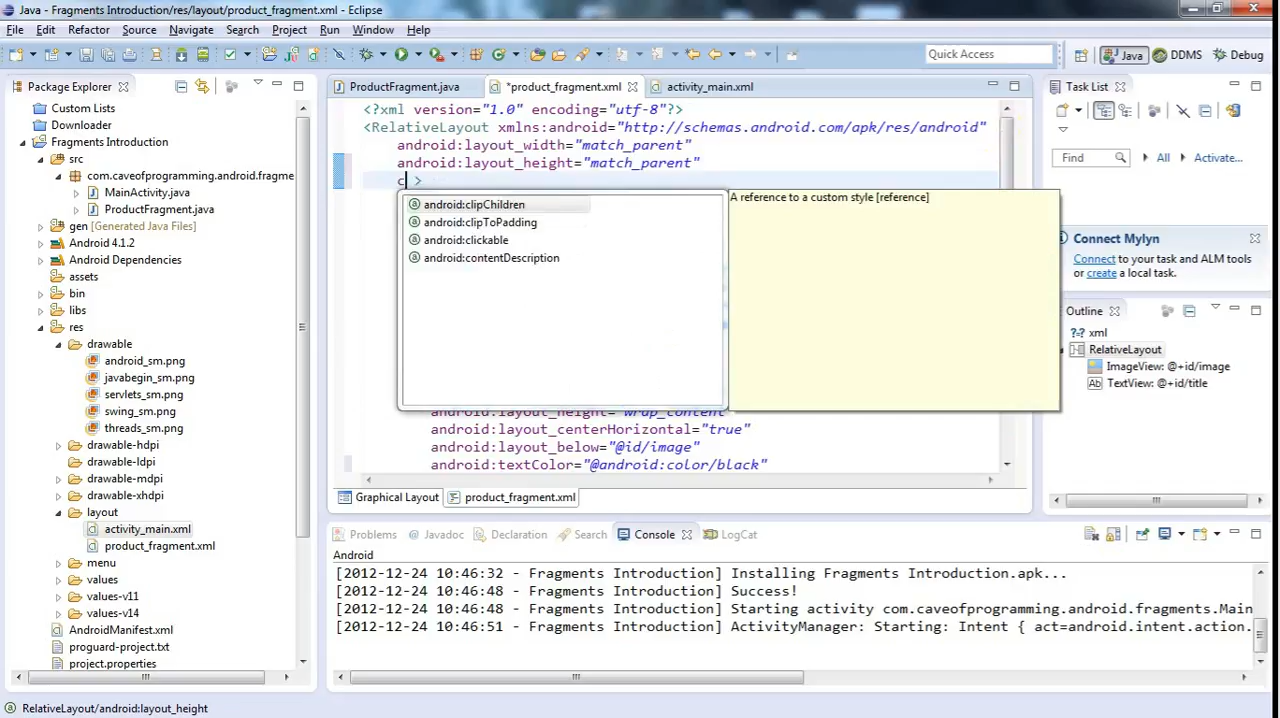 Java - Fragments Introduction/res/layout/product_fragment.xml - Eclipse
File Edit Refactor Source Navigate Search Project Run Window Help
Quick Access
Java
DDMS
Debug
Package Explorer
Custom Lists
Downloader
Fragments Introduction
src
com.caveofprogramming.android.fragme
MainActivity.java
ProductFragment.java
gen [Generated Java Files]
Android 4.1.2
Android Dependencies
assets
bin
libs
res
drawable
android_sm.png
javabegin_sm.png
servlets_sm.png
swing_sm.png
threads_sm.png
drawable-hdpi
drawable-ldpi
drawable-mdpi
drawable-xhdpi
layout
activity_main.xml
product_fragment.xml
menu
values
values-v11
values-v14
AndroidManifest.xml
proguard-project.txt
project.properties
ProductFragment.java
*product_fragment.xml
activity_main.xml
<?xml version="1.0" encoding="utf-8"?>
<RelativeLayout xmlns:android="http://schemas.android.com/apk/res/android"
android:layout_width="match_parent"
android:layout_height="match_parent"
c >
android:clipChildren
android:clipToPadding
android:clickable
android:contentDescription
A reference to a custom style [reference]
android:layout_height="wrap_content"
android:layout_centerHorizontal="true"
android:layout_below="@id/image"
android:textColor="@android:color/black"
Graphical Layout
product_fragment.xml
Task List
Find
All
Activate...
Connect Mylyn
Connect to your task and ALM tools
or create a local task.
Outline
xml
RelativeLayout
ImageView: @+id/image
TextView: @+id/title
Problems
Javadoc
Declaration
Search
Console
LogCat
Android
[2012-12-24 10:46:32 - Fragments Introduction] Installing Fragments Introduction.apk...
[2012-12-24 10:46:48 - Fragments Introduction] Success!
[2012-12-24 10:46:48 - Fragments Introduction] Starting activity com.caveofprogramming.android.fragments.Main
[2012-12-24 10:46:51 - Fragments Introduction] ActivityManager: Starting: Intent { act=android.intent.action.
RelativeLayout/android:layout_height